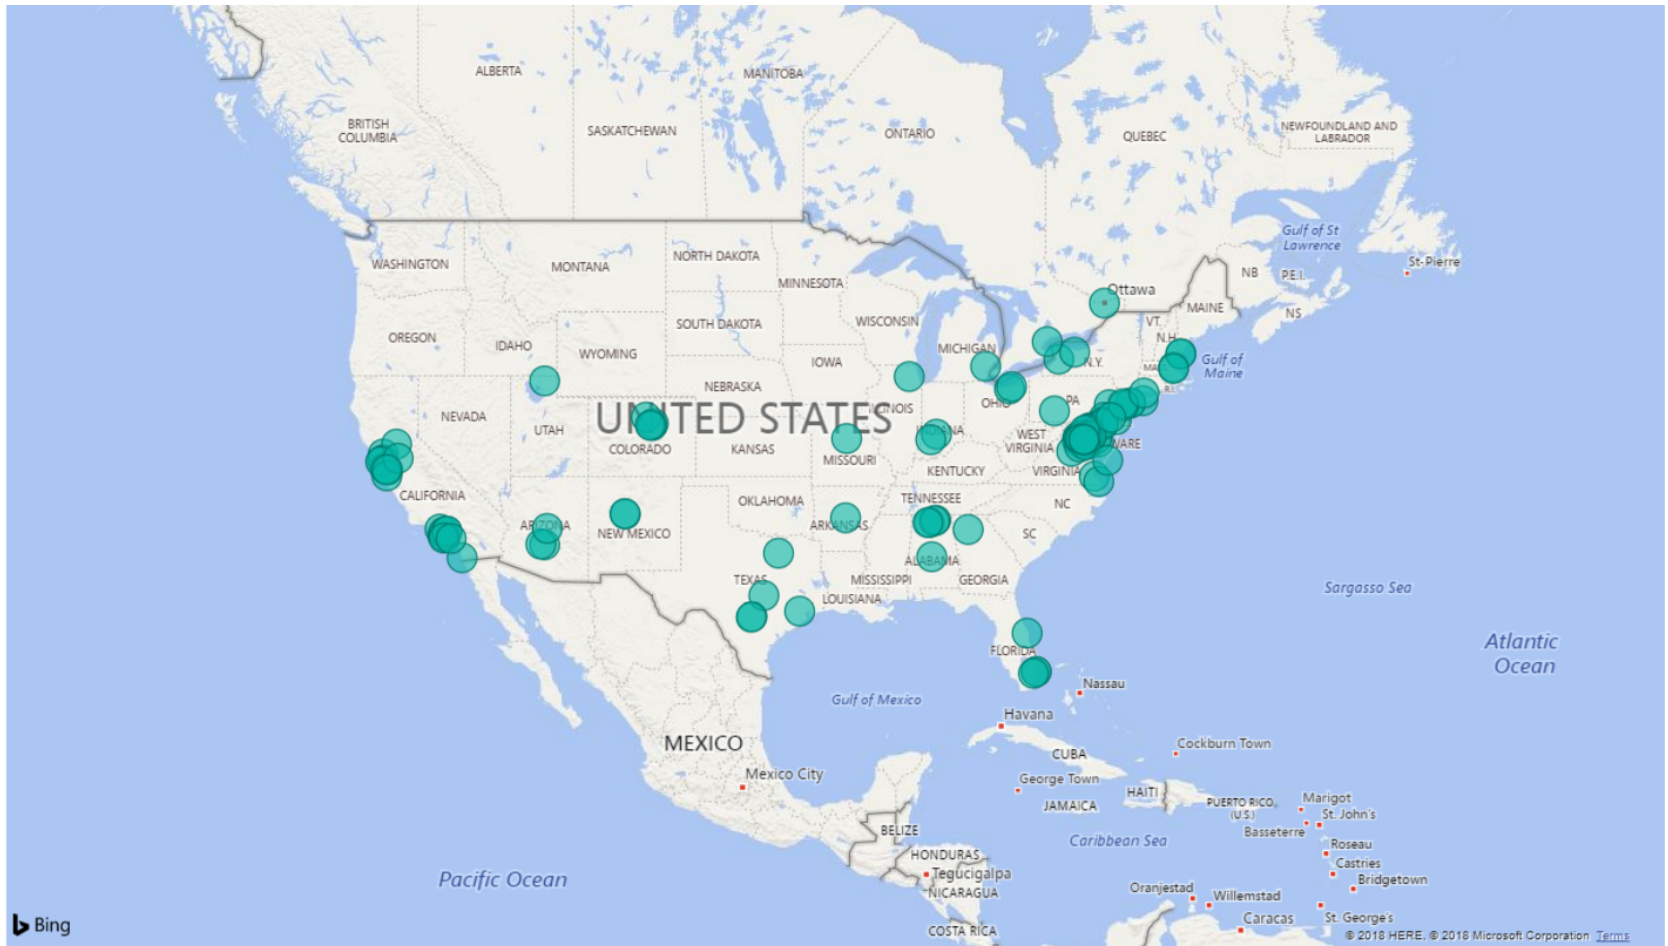 ALBERTA
MANITOBA
BRITISH
COLUMBIA
SASKATCHEWAN
ONTARIO
QUEBEC
NEWFOUNDLAND AND
LABRADOR
Gulf of St
Lawrence
St-Pierre
WASHINGTON
MONTANA
NORTH DAKOTA
MINNESOTA
NB
P.E.I.
Ottawa
MAINE
NS
OREGON
IDAHO
WYOMING
SOUTH DAKOTA
WISCONSIN
MICHIGAN
VT.
N.H.
Gulf of
Maine
N.Y.
IOWA
NEBRASKA
OHIO
PA
R.I.
UNITED STATES
NEVADA
UTAH
COLORADO
KANSAS
MISSOURI
WEST
VIRGINIA
KENTUCKY
VIRGINIA
CALIFORNIA
OKLAHOMA
TENNESSEE
NC
ARIZONA
NEW MEXICO
ARKANSAS
SC
ALABAMA
TEXAS
MISSISSIPPI
GEORGIA
LOUISIANA
Sargasso Sea
FLORIDA
Atlantic
Ocean
Gulf of Mexico
Nassau
Havana
MEXICO
CUBA
Cockburn Town
Mexico City
George Town
HAITI
JAMAICA
PUERTO RICO
(U.S.)
Marigot
St. John's
Basseterre
BELIZE
Caribbean Sea
Roseau
HONDURAS
Castries
Tegucigalpa
Bridgetown
Pacific Ocean
NICARAGUA
Oranjestad
Willemstad
St. George's
Caracas
COSTA RICA
Bing
© 2018 HERE, © 2018 Microsoft Corporation Terms